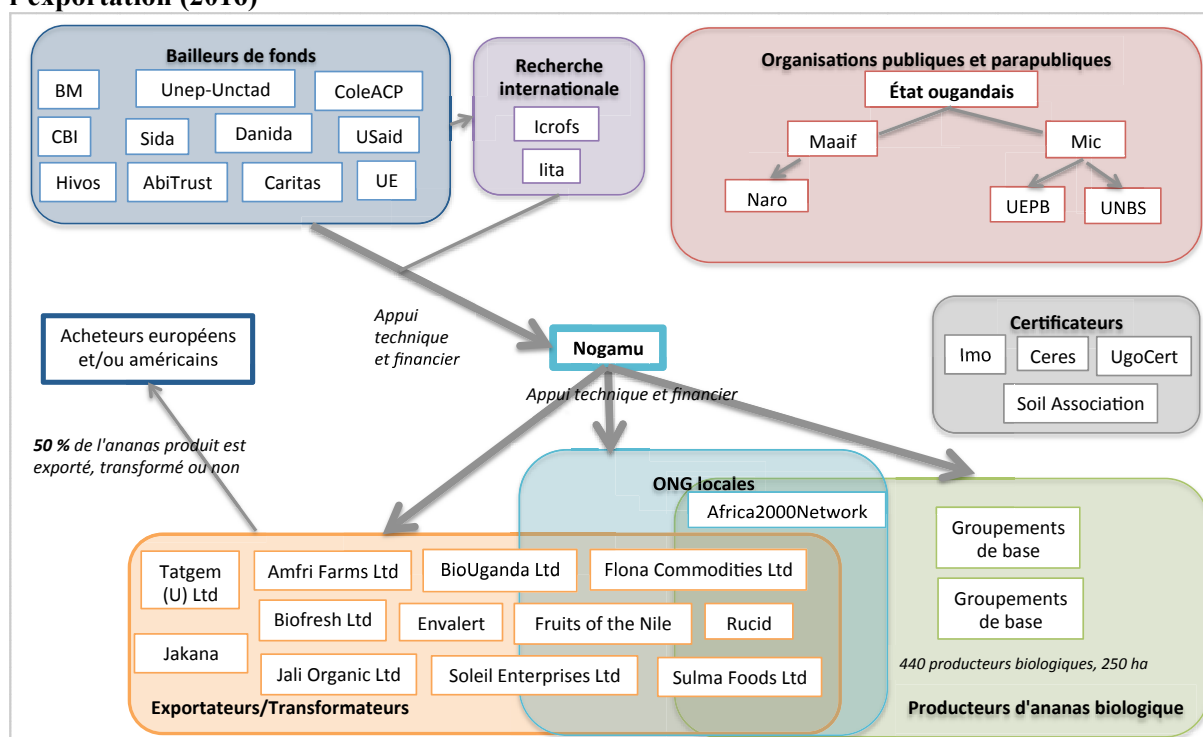 l'exportation (2016)
Bailleurs de fonds
BM
Unep-Unctad
ColeACP
CBI
Sida
Danida
USaid
Hivos
AbiTrust
Caritas
UE
Recherche
internationale
Icrofs
Iita
Organisations publiques et parapubliques
État ougandais
Maaif
Mic
Naro
UEPB
UNBS
Acheteurs européens
et/ou américains
Appui
technique
et financier
Nogamu
Appui technique et financier
Certificateurs
Imo
Ceres
UgoCert
Soil Association
50 % de l'ananas produit est
exporté, transformé ou non
ONG locales
Africa2000Network
Groupements
de base
Groupements
de base
440 producteurs biologiques, 250 ha
Producteurs d'ananas biologique
Tatgem
(U) Ltd
Amfri Farms Ltd
BioUganda Ltd
Flona Commodities Ltd
Biofresh Ltd
Envalert
Fruits of the Nile
Rucid
Jakana
Jali Organic Ltd
Soleil Enterprises Ltd
Sulma Foods Ltd
Exportateurs/Transformateurs